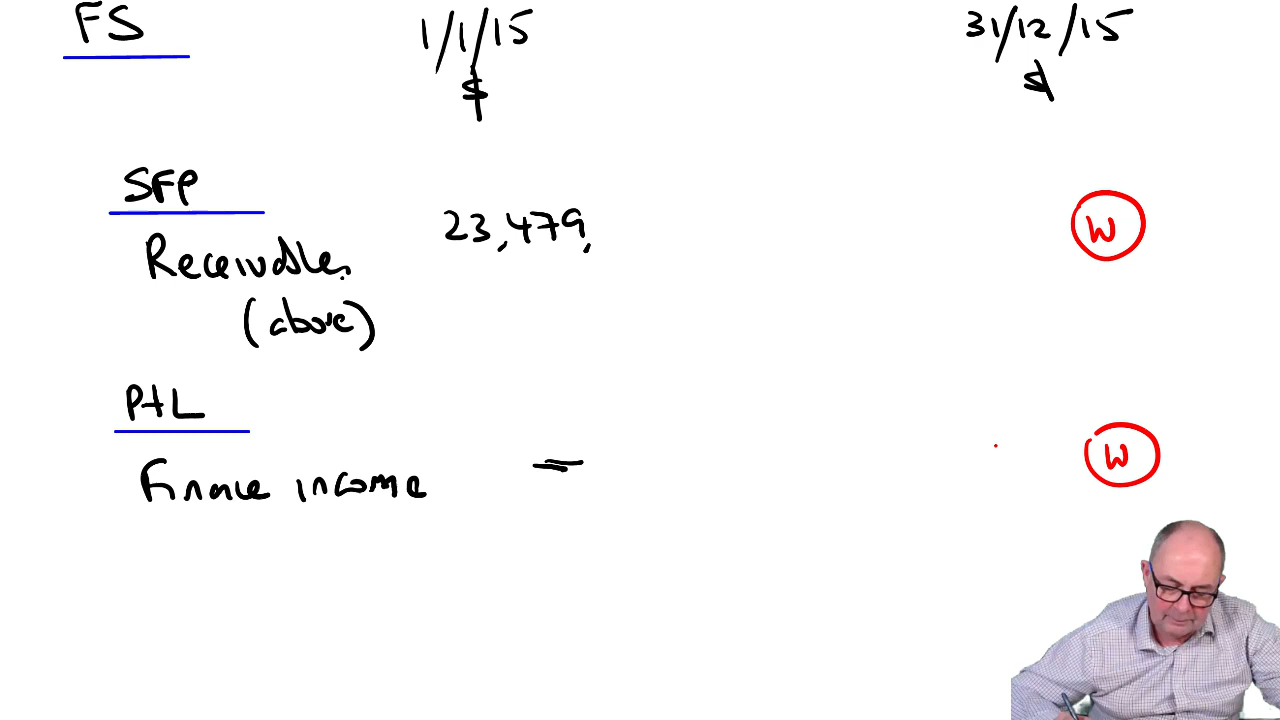 FS 1/1/15 31/12/15
$ $
SFP
Receivables 23,479 W
(above)
P+L
Finance income W